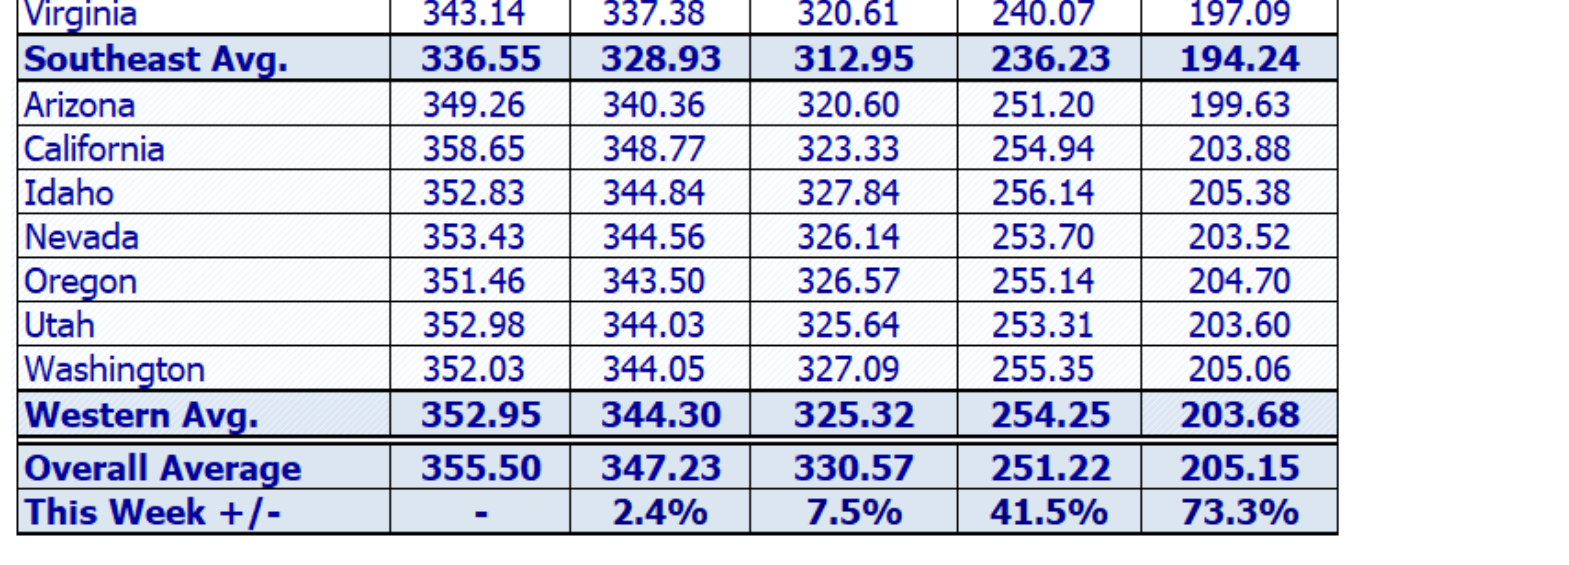 Virginia 343.14 337.38 320.61 240.07 197.09
Southeast Avg. 336.55 328.93 312.95 236.23 194.24
Arizona 349.26 340.36 320.60 251.20 199.63
California 358.65 348.77 323.33 254.94 203.88
Idaho 352.83 344.84 327.84 256.14 205.38
Nevada 353.43 344.56 326.14 253.70 203.52
Oregon 351.46 343.50 326.57 255.14 204.70
Utah 352.98 344.03 325.64 253.31 203.60
Washington 352.03 344.05 327.09 255.35 205.06
Western Avg. 352.95 344.30 325.32 254.25 203.68
Overall Average 355.50 347.23 330.57 251.22 205.15
This Week +/- - 2.4% 7.5% 41.5% 73.3%